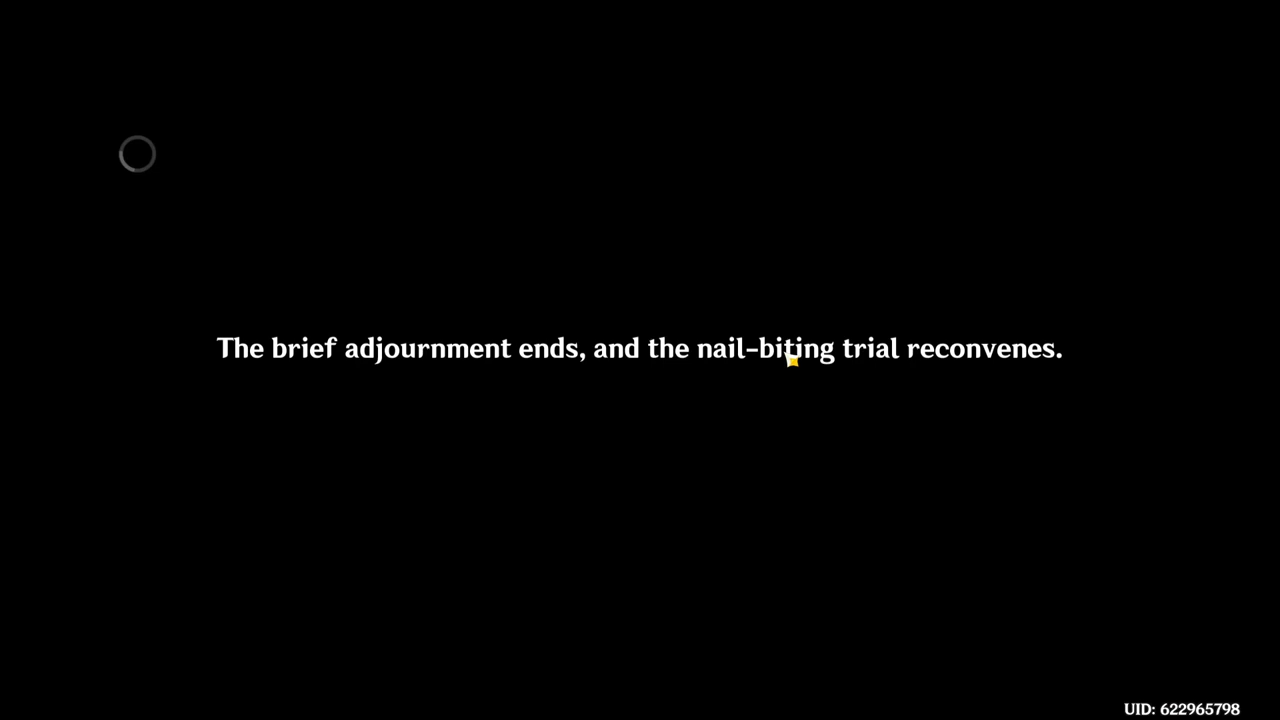 The brief adjournment ends, and the nail-biting trial reconvenes.
UID: 622965798